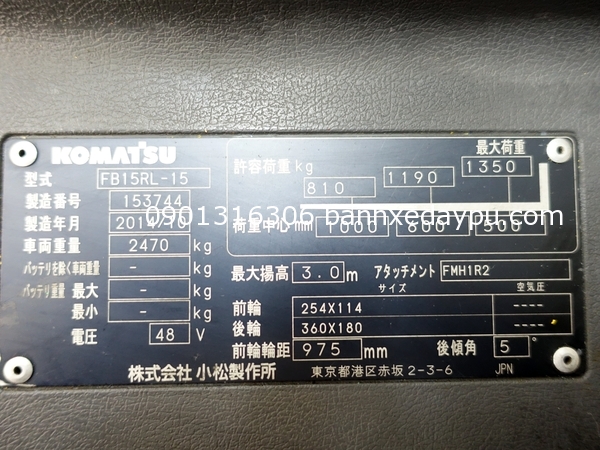 KOMATSU
型式 FB15RL-15
製造番号 153744
製造年月 2014/10
車両重量 2470 kg
バッテリを除く車両重量 - kg
バッテリ重量 最大 - kg
最小 - kg
電圧 48 V
最大荷重
許容荷重 kg 810 1190 1350
荷重中心 mm 1000 800 500
0901316306 bannxedaypu.com/
最大揚高 3.0 m アタッチメント FMH1R2
サイズ 空気圧
前輪 254X114 ----
後輪 360X180 ----
前輪輪距 975 mm 後傾角 5 °
株式会社 小松製作所 東京都港区赤坂2-3-6 JPN